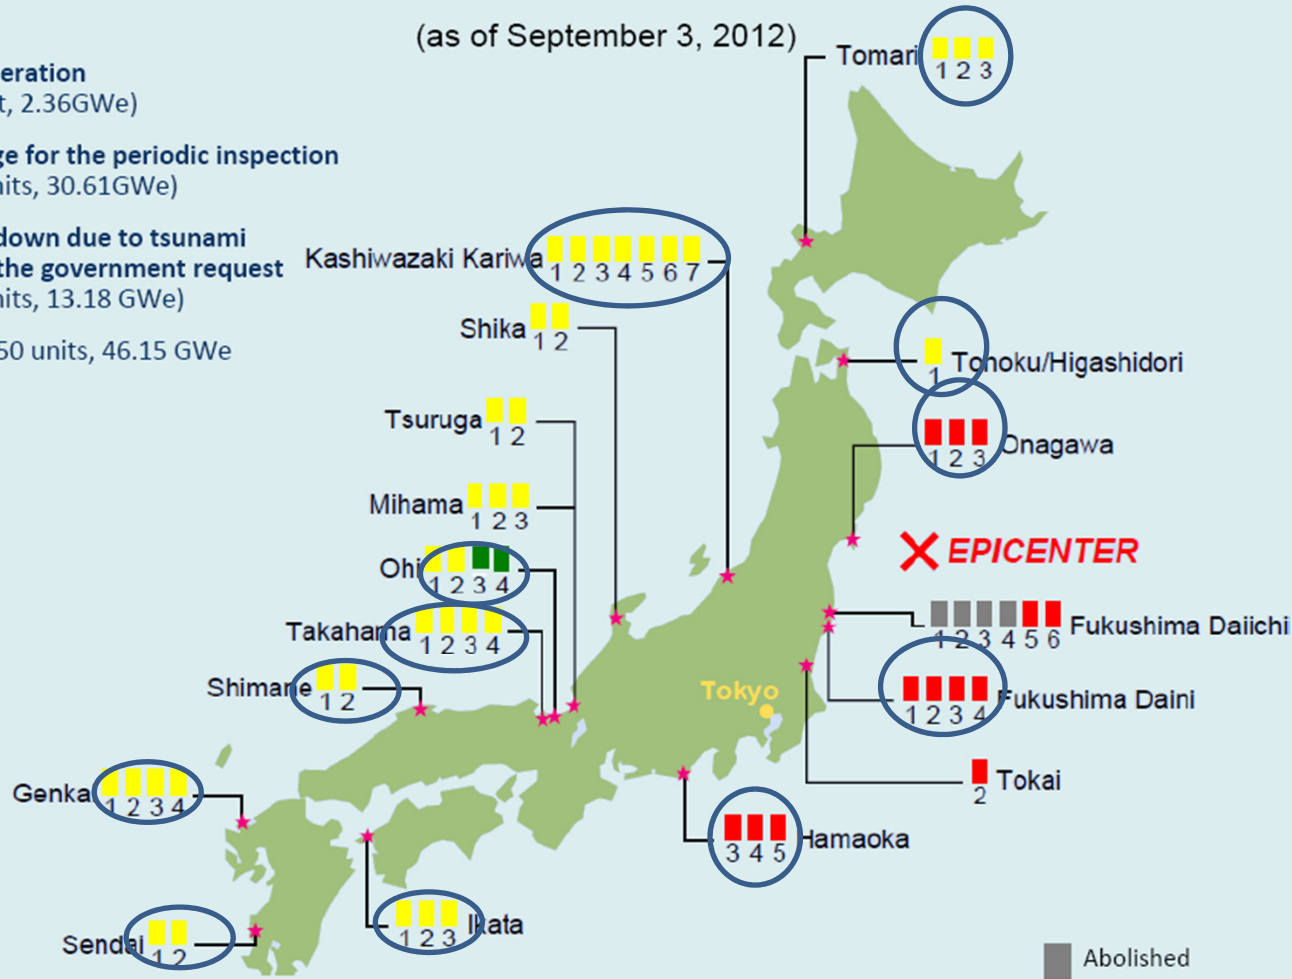 (as of September 3, 2012)
eration
t, 2.36GWe)
ge for the periodic inspection
nits, 30.61GWe)
down due to tsunami
the government request
nits, 13.18 GWe)
50 units, 46.15 GWe
Tomari
1 2 3
Kashiwazaki Kariwa
1 2 3 4 5 6 7
Shika
1 2
Tohoku/Higashidori
1
Tsuruga
1 2
Onagawa
1 2 3
Mihama
1 2 3
EPICENTER
Ohi
1 2 3 4
Takahama
1 2 3 4
Fukushima Daiichi
1 2 3 4 5 6
Shimane
1 2
Tokyo
Fukushima Daini
1 2 3 4
Genka
1 2 3 4
Tokai
2
Hamaoka
3 4 5
Ikata
1 2 3
Sendai
1 2
Abolished